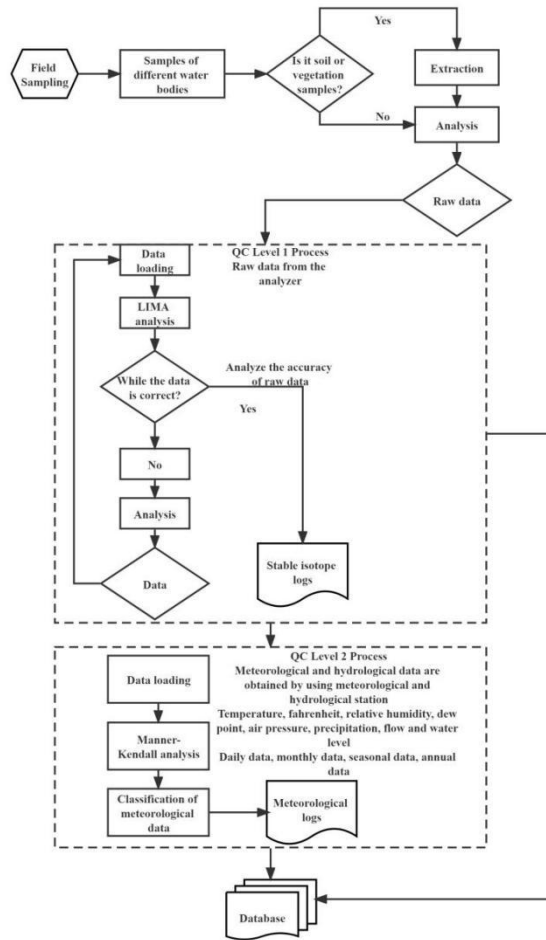 Field
Sampling
Samples of
different water
bodies
Is it soil or
vegetation
samples?
Yes
No
Extraction
Analysis
Raw data
QC Level 1 Process
Raw data from the
analyzer
Data
loading
LIMA
analysis
While the data
is correct?
Analyze the accuracy
of raw data
Yes
No
Analysis
Data
Stable isotope
logs
QC Level 2 Process
Meteorological and hydrological data are
obtained by using meteorological and
hydrological station
Temperature, fahrenheit, relative humidity, dew
point, air pressure, precipitation, flow and water
level
Daily data, monthly data, seasonal data, annual
data
Data loading
Manner-
Kendall analysis
Classification of
meteorological
data
Meteorological
logs
Database